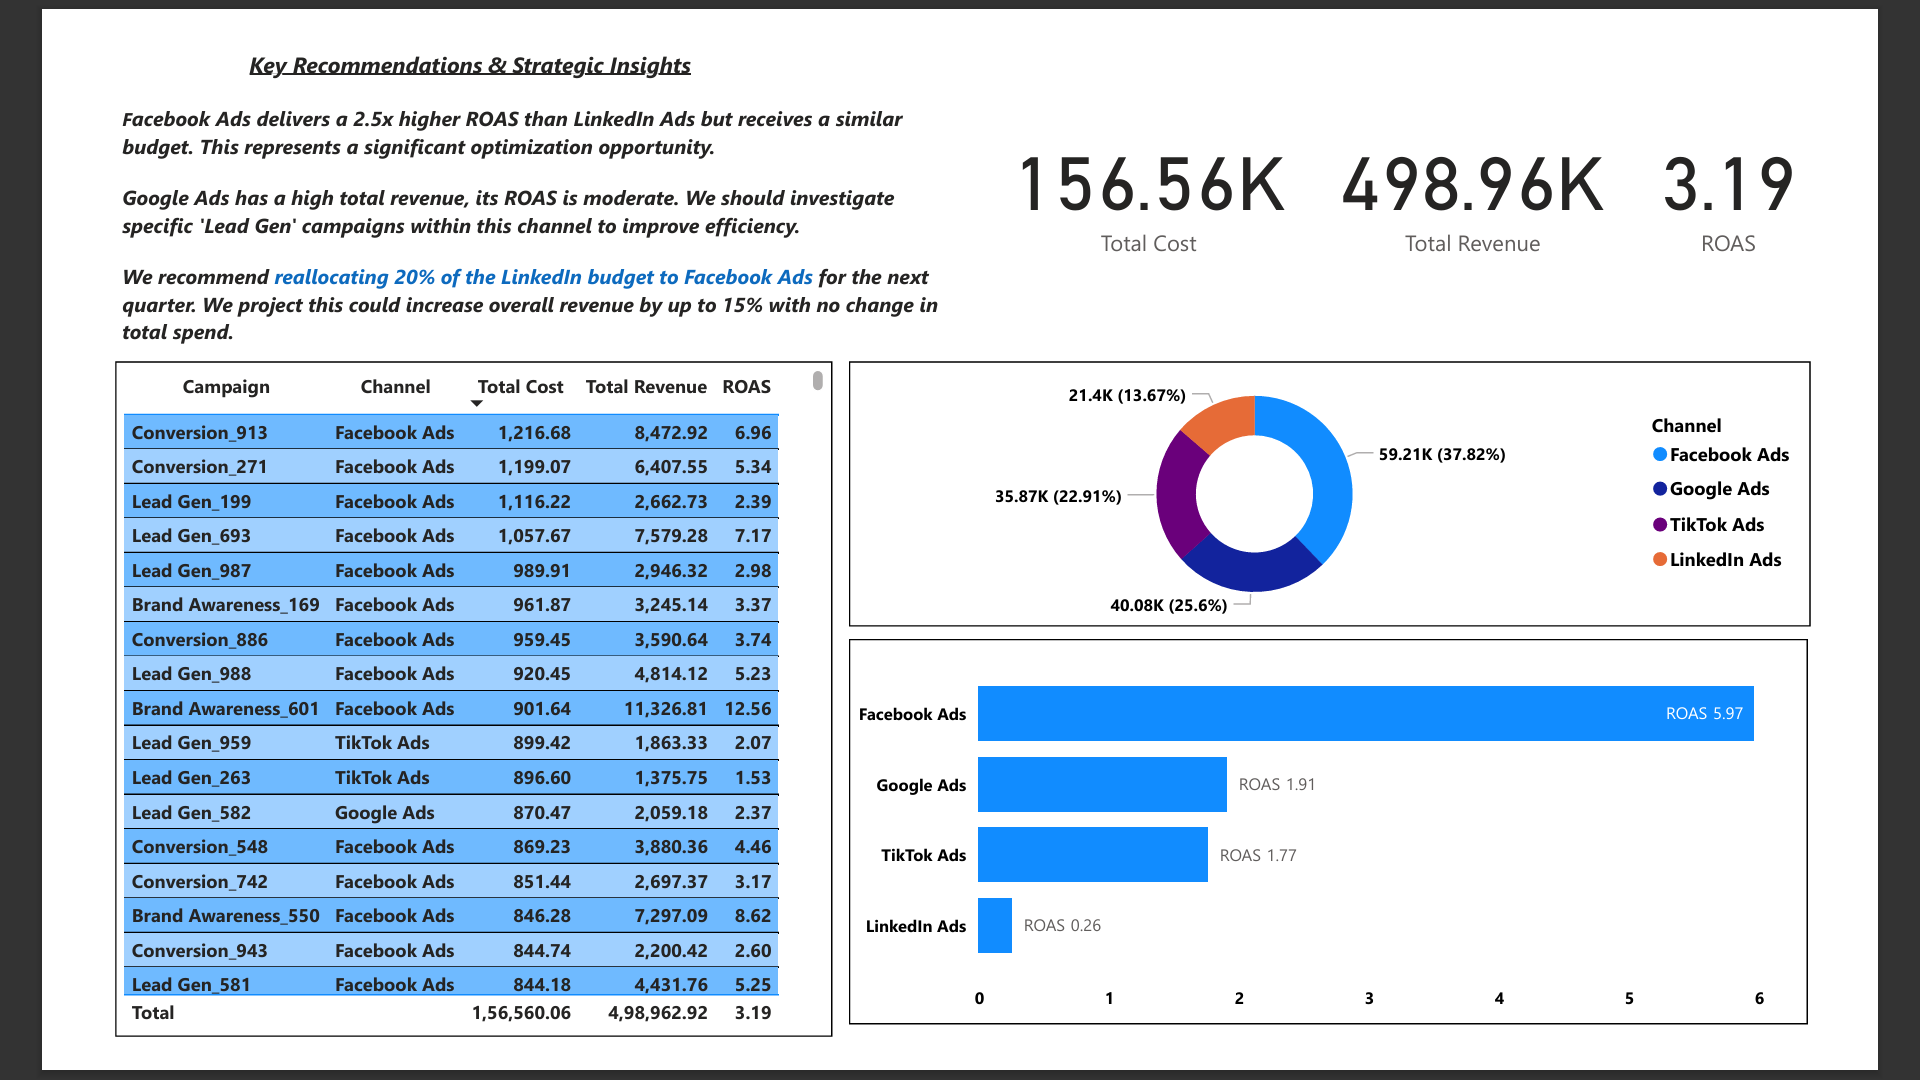 Key Recommendations & Strategic Insights
Facebook Ads delivers a 2.5x higher ROAS than LinkedIn Ads but receives a similar
budget. This represents a significant optimization opportunity.
Google Ads has a high total revenue, its ROAS is moderate. We should investigate
specific 'Lead Gen' campaigns within this channel to improve efficiency.
We recommend reallocating 20% of the LinkedIn budget to Facebook Ads for the next
quarter. We project this could increase overall revenue by up to 15% with no change in
total spend.
156.56K 498.96K 3.19
Total Cost Total Revenue ROAS
Campaign Channel Total Cost Total Revenue ROAS
Conversion_913 Facebook Ads 1,216.68 8,472.92 6.96
Conversion_271 Facebook Ads 1,199.07 6,407.55 5.34
Lead Gen_199 Facebook Ads 1,116.22 2,662.73 2.39
Lead Gen_693 Facebook Ads 1,057.67 7,579.28 7.17
Lead Gen_987 Facebook Ads 989.91 2,946.32 2.98
Brand Awareness_169 Facebook Ads 961.87 3,245.14 3.37
Conversion_886 Facebook Ads 959.45 3,590.64 3.74
Lead Gen_988 Facebook Ads 920.45 4,814.12 5.23
Brand Awareness_601 Facebook Ads 901.64 11,326.81 12.56
Lead Gen_959 TikTok Ads 899.42 1,863.33 2.07
Lead Gen_263 TikTok Ads 896.60 1,375.75 1.53
Lead Gen_582 Google Ads 870.47 2,059.18 2.37
Conversion_548 Facebook Ads 869.23 3,880.36 4.46
Conversion_742 Facebook Ads 851.44 2,697.37 3.17
Brand Awareness_550 Facebook Ads 846.28 7,297.09 8.62
Conversion_943 Facebook Ads 844.74 2,200.42 2.60
Lead Gen_581 Facebook Ads 844.18 4,431.76 5.25
Total 1,56,560.06 4,98,962.92 3.19
21.4K (13.67%)
59.21K (37.82%)
35.87K (22.91%)
40.08K (25.6%)
Channel
Facebook Ads
Google Ads
TikTok Ads
LinkedIn Ads
Facebook Ads ROAS 5.97
Google Ads ROAS 1.91
TikTok Ads ROAS 1.77
LinkedIn Ads ROAS 0.26
0 1 2 3 4 5 6